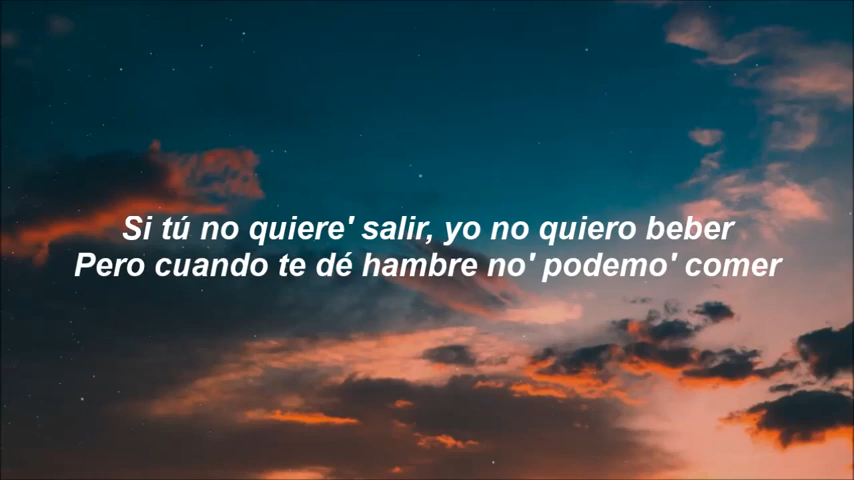 Si tú no quiere' salir, yo no quiero beber
Pero cuando te dé hambre no' podemo' comer